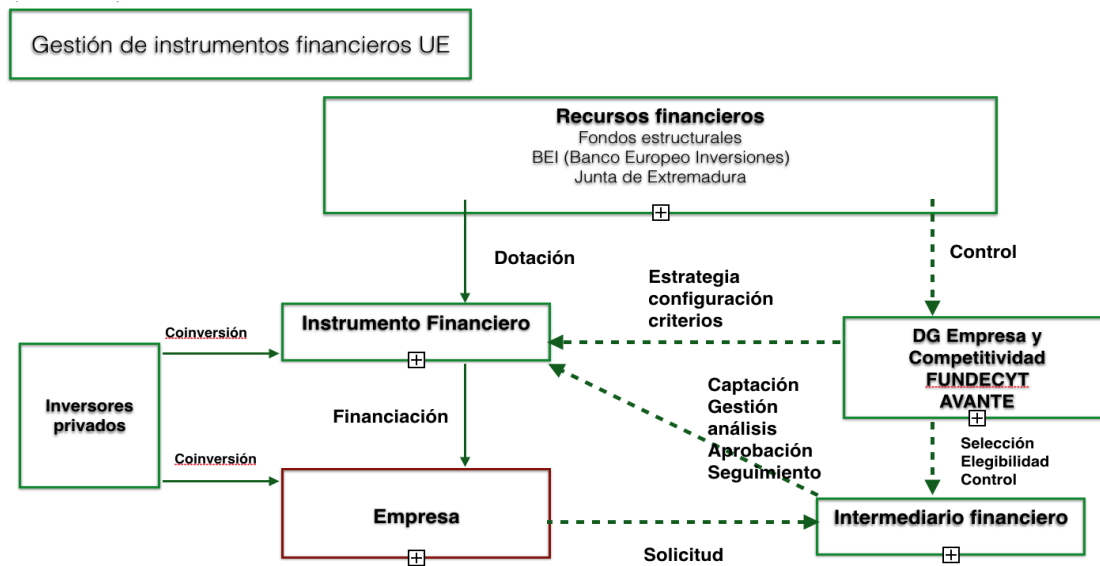 Gestión de instrumentos financieros UE
Recursos financieros
Fondos estructurales
BEI (Banco Europeo Inversiones)
Junta de Extremadura
Dotación
Control
Estrategia
configuración
criterios
Coinversión
Instrumento Financiero
DG Empresa y
Competitividad
FUNDECYT
AVANTE
Inversores
privados
Financiación
Captación
Gestión
análisis
Aprobación
Seguimiento
Selección
Elegibilidad
Control
Coinversión
Empresa
Intermediario financiero
Solicitud